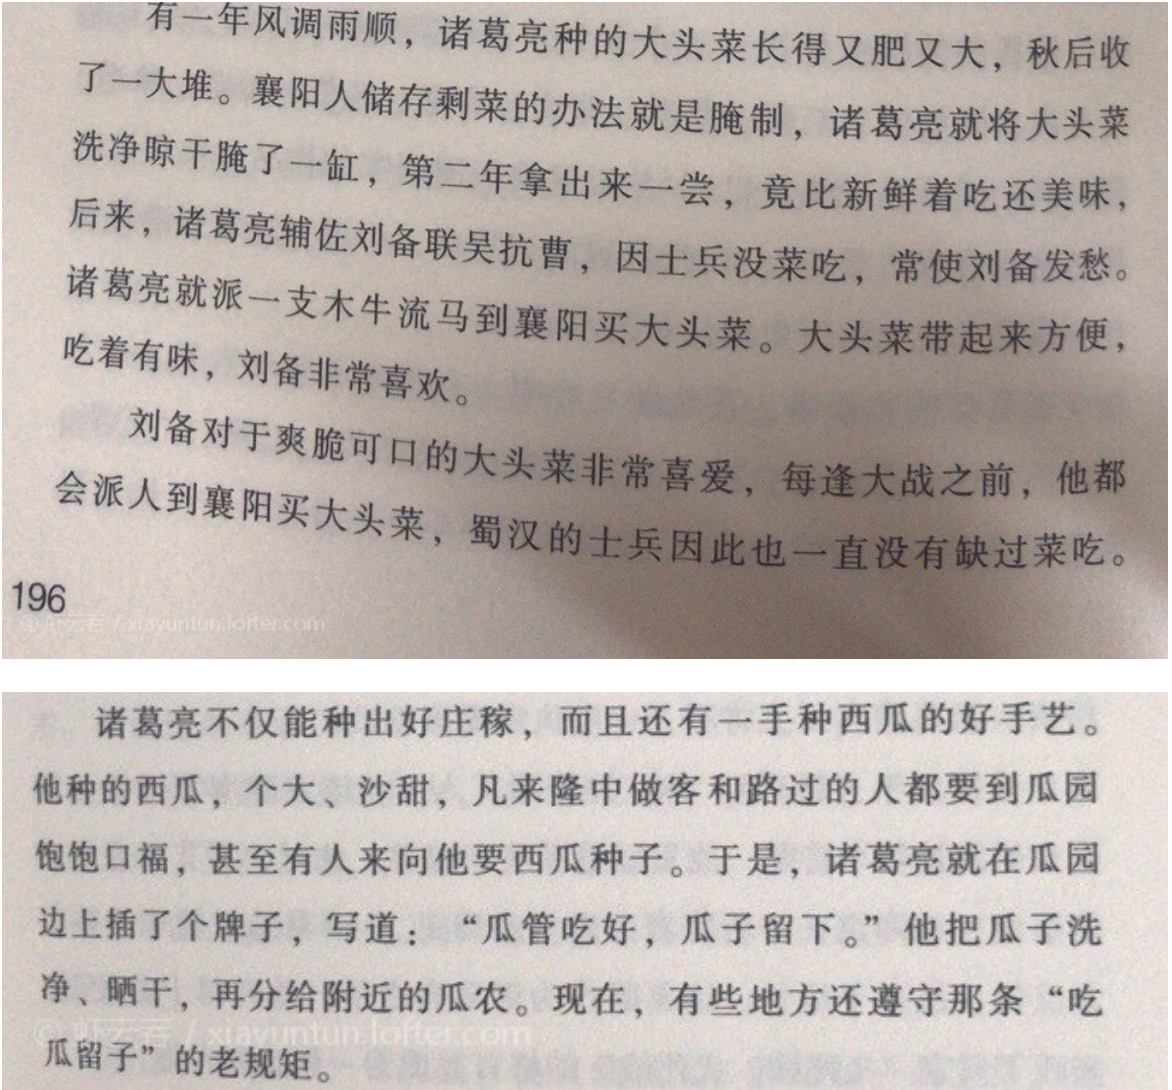 有一年风调雨顺，诸葛亮种的大头菜长得又肥又大，秋后收
了一大堆。襄阳人储存剩菜的办法就是腌制，诸葛亮就将大头菜
洗净晾干腌了一缸，第二年拿出来一尝，竟比新鲜着吃还美味，
后来，诸葛亮辅佐刘备联吴抗曹，因士兵没菜吃，常使刘备发愁。
诸葛亮就派一支木牛流马到襄阳买大头菜。大头菜带起来方便，
吃着有味，刘备非常喜欢。
刘备对于爽脆可口的大头菜非常喜爱，每逢大战之前，他都
会派人到襄阳买大头菜，蜀汉的士兵因此也一直没有缺过菜吃。
196
xiayuntun.lofter.com
诸葛亮不仅能种出好庄稼，而且还有一手种西瓜的好手艺。
他种的西瓜，个大、沙甜，凡来隆中做客和路过的人都要到瓜园
饱饱口福，甚至有人来向他要西瓜种子。于是，诸葛亮就在瓜园
边上插了个牌子，写道：“瓜管吃好，瓜子留下。”他把瓜子洗
净、晒干，再分给附近的瓜农。现在，有些地方还遵守那条“吃
瓜留子”的老规矩。
xiayuntun.lofter.com